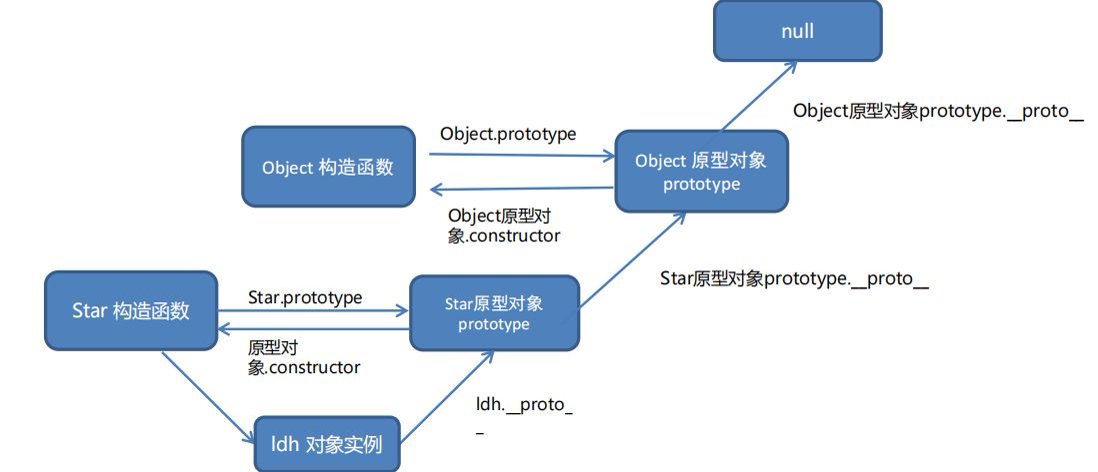 null
Object原型对象prototype.__proto__
Object.prototype
Object 构造函数
Object 原型对象
prototype
Object原型对
象.constructor
Star原型对象prototype.__proto__
Star 构造函数
Star.prototype
Star原型对象
prototype
原型对
象.constructor
ldh.__proto_
_
ldh 对象实例